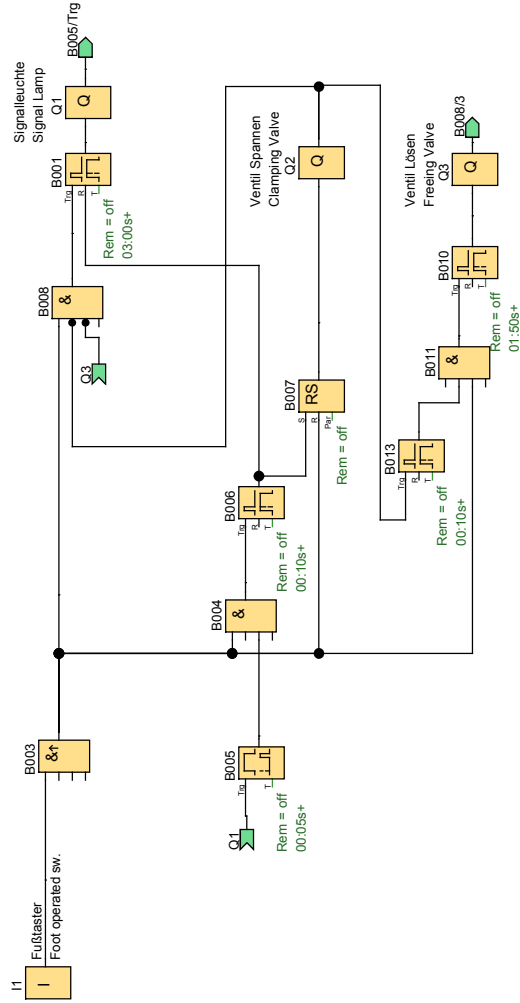 I1
I
Fußtaster
Foot operated sw.
B003
&↑
B008
&
Q3
B001
Trg
R
T
Rem = off
03:00s+
Signalleuchte
Signal Lamp
Q1
Q
B005/Trg
Q1
B005
Trg
T
Rem = off
00:05s+
B004
&
B006
Trg
R
T
Rem = off
00:10s+
B007
RS
S
R
Par
Rem = off
Ventil Spannen
Clamping Valve
Q2
Q
B013
Trg
R
T
Rem = off
00:10s+
B011
&
B010
Trg
R
T
Rem = off
01:50s+
Ventil Lösen
Freeing Valve
Q3
Q
B008/3